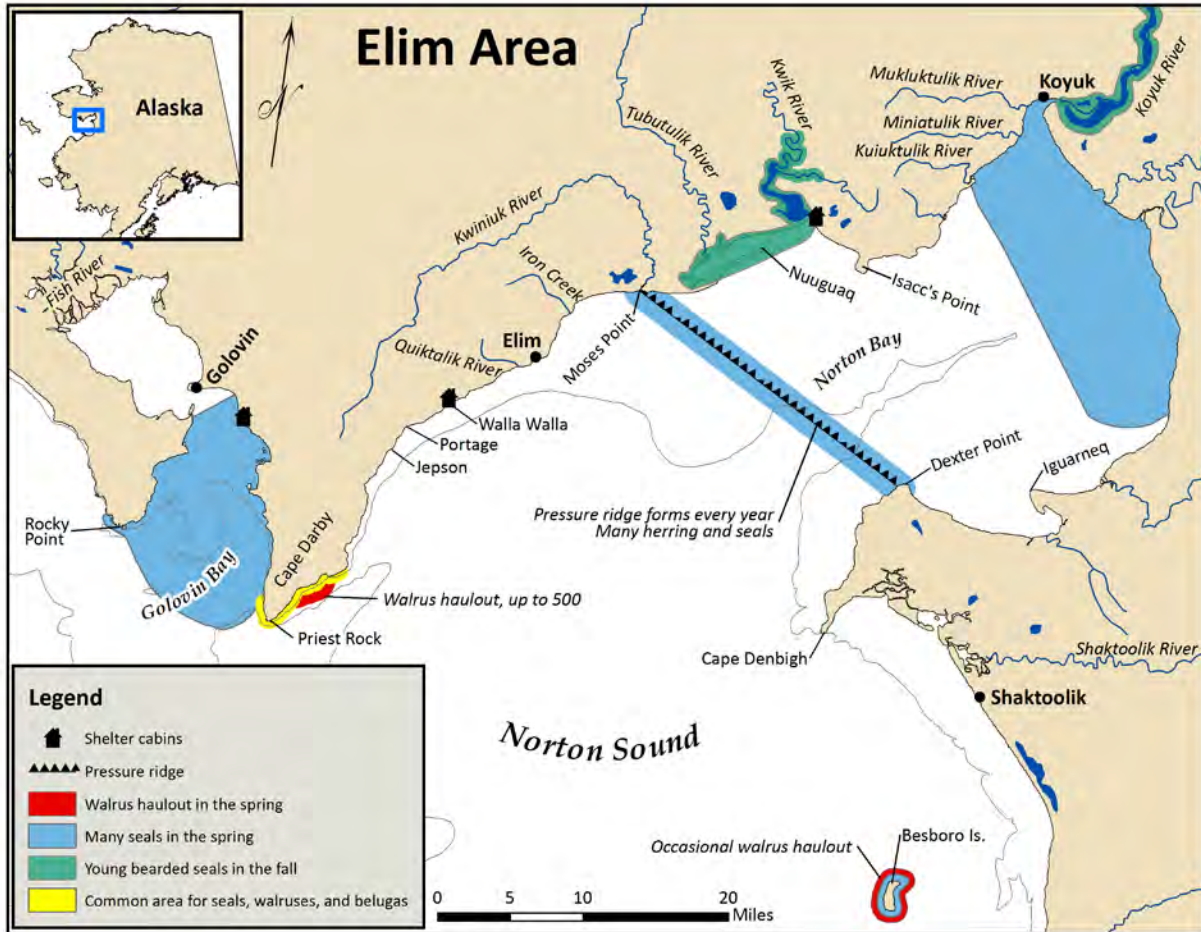 Elim Area
Alaska
N
Mukluktulik River
Koyuk
Koyuk River
Miniatulik River
Kuiuktulik River
Kwik River
Tubutulik River
Kwiniuk River
Iron Creek
Fish River
Nuuguaq
Isacc's Point
Elim
Moses Point
Quiktalik River
Norton Bay
Golovin
Walla Walla
Portage
Jepson
Dexter Point
Iguarneq
Rocky
Point
Pressure ridge forms every year
Many herring and seals
Cape Darby
Golovin Bay
Walrus haulout, up to 500
Priest Rock
Cape Denbigh
Shaktoolik River
Shaktoolik
Norton Sound
Legend
Shelter cabins
Pressure ridge
Walrus haulout in the spring
Many seals in the spring
Young bearded seals in the fall
Common area for seals, walruses, and belugas
Besboro Is.
Occasional walrus haulout
0 5 10 20
Miles